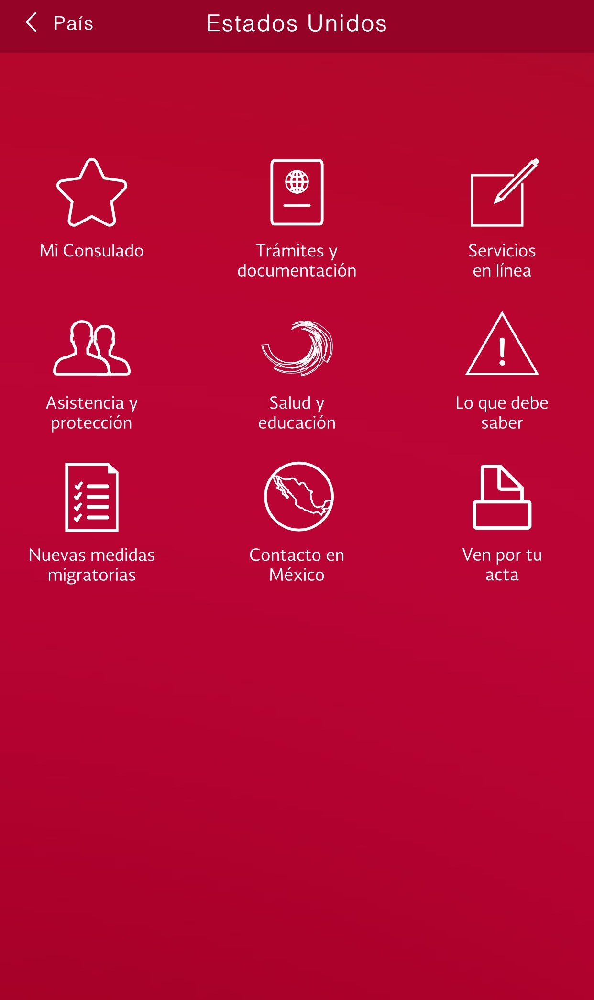 País
Estados Unidos
Mi Consulado
Trámites y
documentación
Servicios
en línea
Asistencia y
protección
Salud y
educación
Lo que debe
saber
Nuevas medidas
migratorias
Contacto en
México
Ven por tu
acta